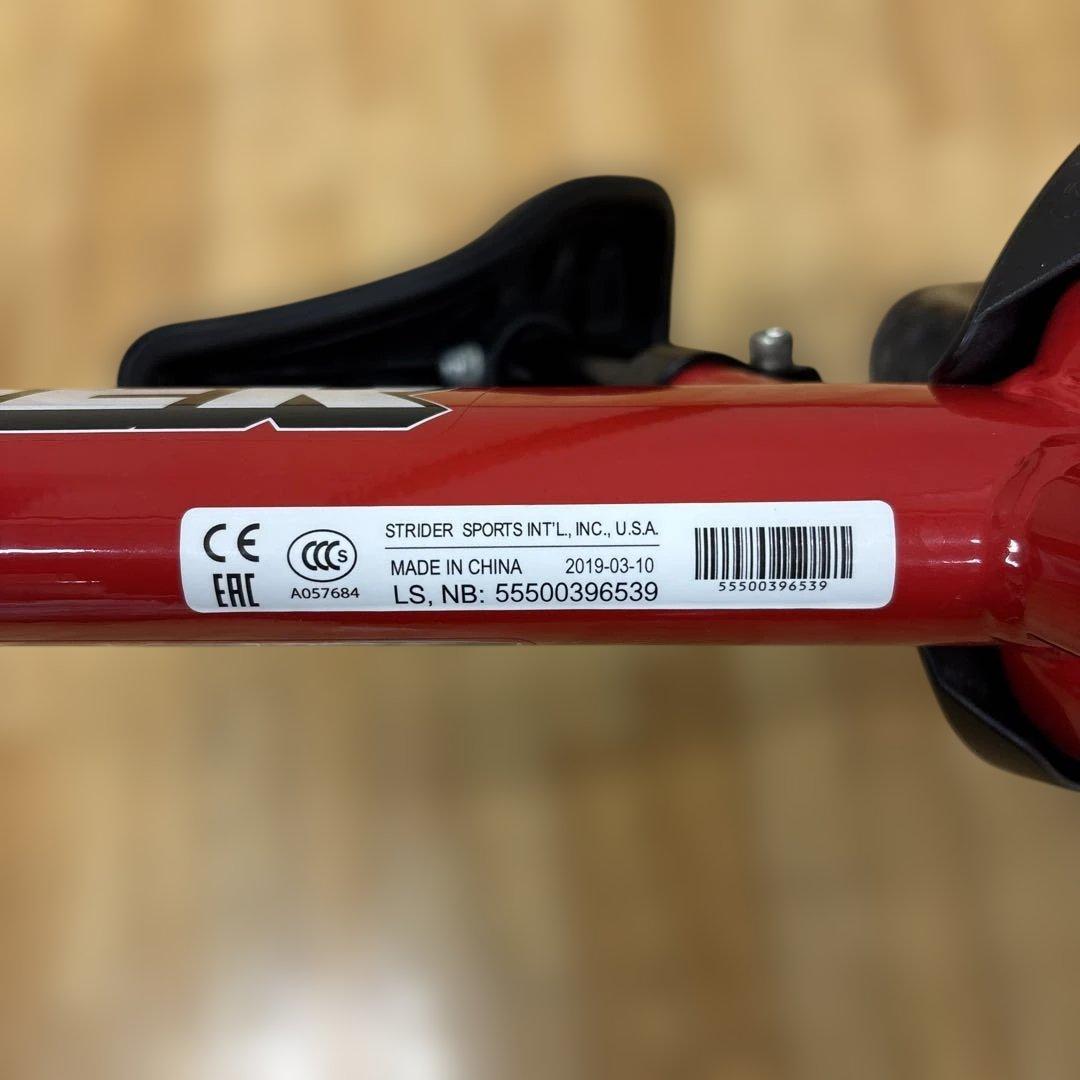 CE
EAC
CCC S
A057684
STRIDER SPORTS INT'L., INC., U.S.A.
MADE IN CHINA 2019-03-10
LS, NB: 55500396539
55500396539